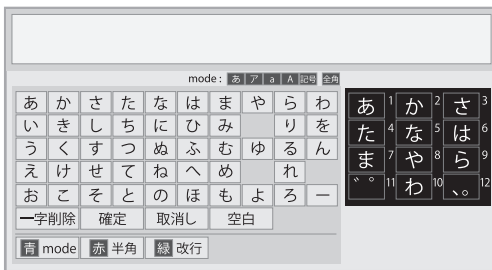 mode : あ ア a A 記号 全角
あ か さ た な は ま や ら わ
い き し ち に ひ み り を
う く す つ ぬ ふ む ゆ る ん
え け せ て ね へ め れ
お こ そ と の ほ も よ ろ ー
一字削除 確定 取消し 空白
青 mode 赤 半角 緑 改行
あ 1 か 2 さ 3
た 4 な 5 は 6
ま 7 や 8 ら 9
゛゜ 11 わ 10 、。 12